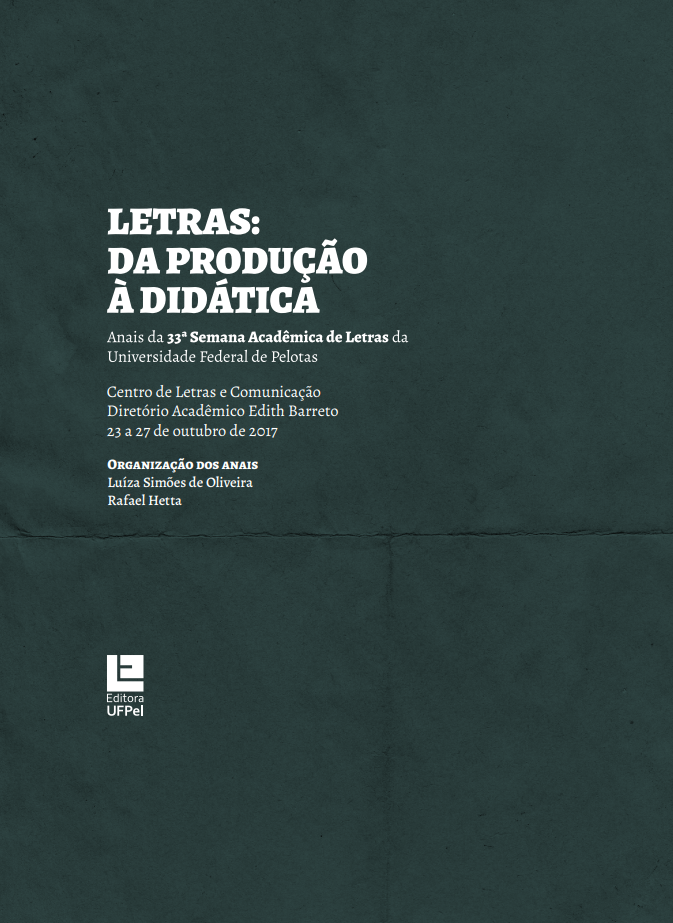 LETRAS:
DA PRODUÇÃO
À DIDÁTICA
Anais da 33ª Semana Acadêmica de Letras da
Universidade Federal de Pelotas
Centro de Letras e Comunicação
Diretório Acadêmico Edith Barreto
23 a 27 de outubro de 2017
Organização dos anais
Luíza Simões de Oliveira
Rafael Hetta
Editora
UFPel